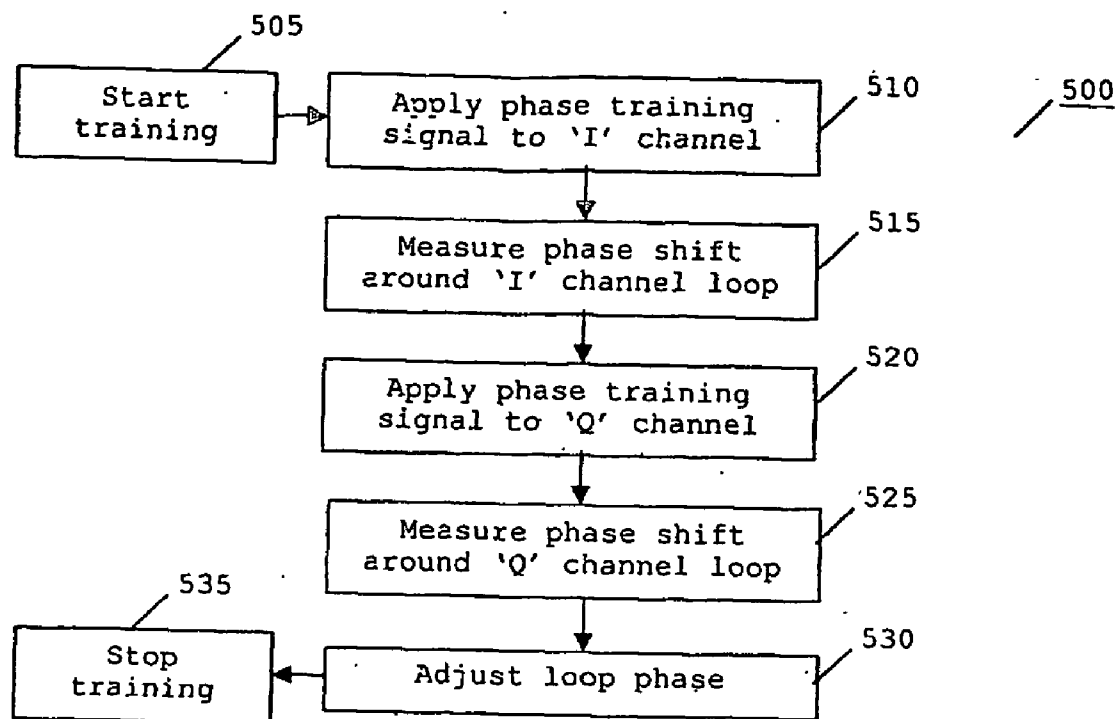 505
Start
training
Apply phase training
signal to 'I' channel
510
500
Measure phase shift
around 'I' channel loop
515
Apply phase training
signal to 'Q' channel
520
Measure phase shift
around 'Q' channel loop
525
535
Stop
training
Adjust loop phase
530